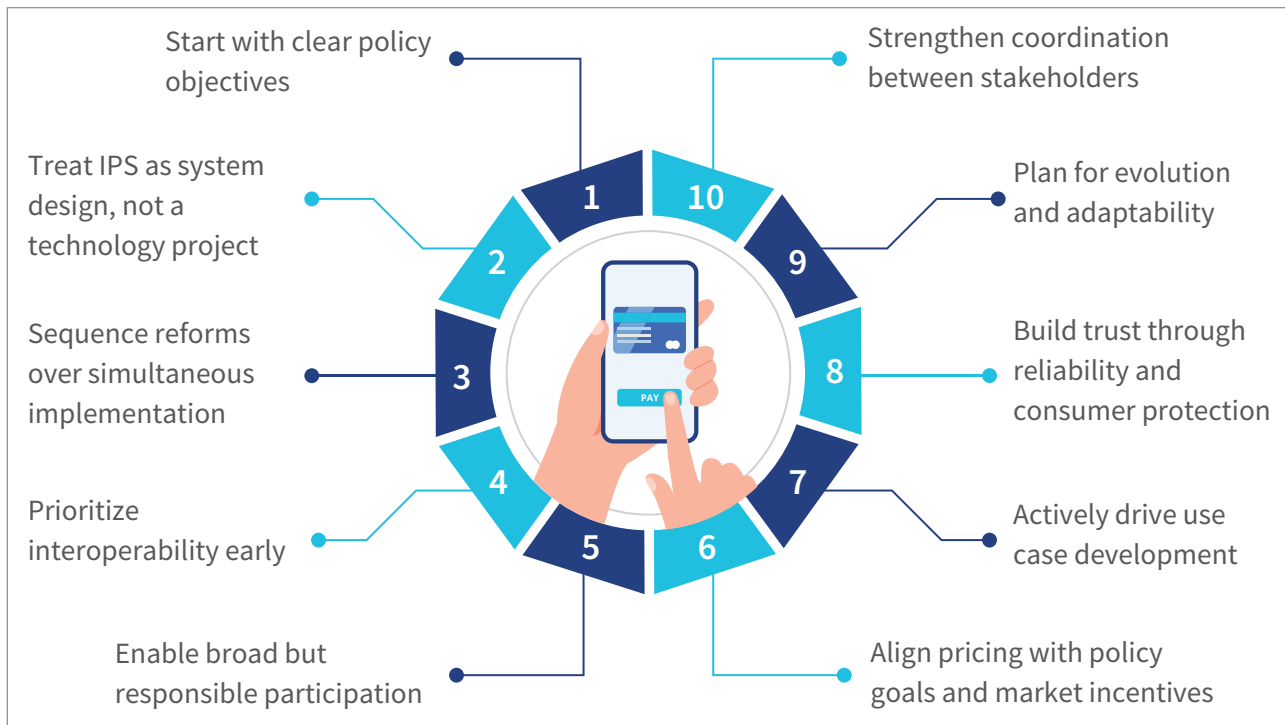 1
Start with clear policy
objectives
2
Treat IPS as system
design, not a
technology project
3
Sequence reforms
over simultaneous
implementation
4
Prioritize
interoperability early
5
Enable broad but
responsible participation
6
Align pricing with policy
goals and market incentives
7
Actively drive use
case development
8
Build trust through
reliability and
consumer protection
9
Plan for evolution
and adaptability
10
Strengthen coordination
between stakeholders
PAY